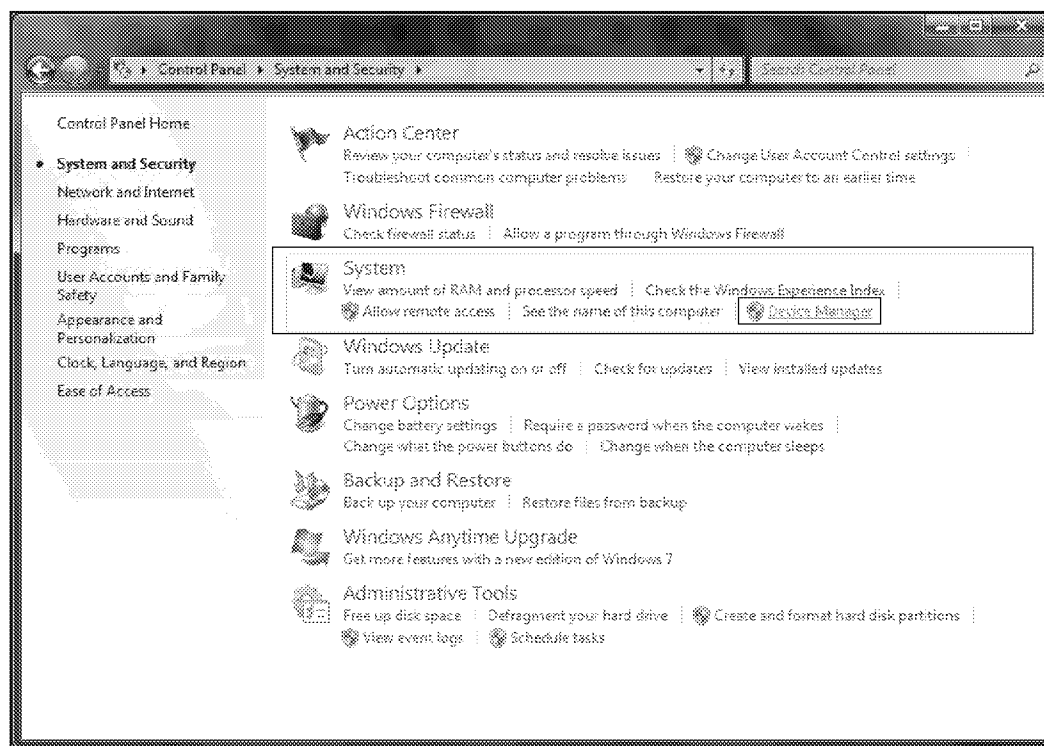 Control Panel ▸ System and Security ▸
Search Control Panel
Control Panel Home
System and Security
Network and Internet
Hardware and Sound
Programs
User Accounts and Family
Safety
Appearance and
Personalization
Clock, Language, and Region
Ease of Access
Action Center
Review your computer's status and resolve issues | Change User Account Control settings |
Troubleshoot common computer problems | Restore your computer to an earlier time
Windows Firewall
Check firewall status | Allow a program through Windows Firewall
System
View amount of RAM and processor speed | Check the Windows Experience Index |
Allow remote access | See the name of this computer | Device Manager
Windows Update
Turn automatic updating on or off | Check for updates | View installed updates
Power Options
Change battery settings | Require a password when the computer wakes |
Change what the power buttons do | Change when the computer sleeps
Backup and Restore
Back up your computer | Restore files from backup
Windows Anytime Upgrade
Get more features with a new edition of Windows 7
Administrative Tools
Free up disk space | Defragment your hard drive | Create and format hard disk partitions |
View event logs | Schedule tasks